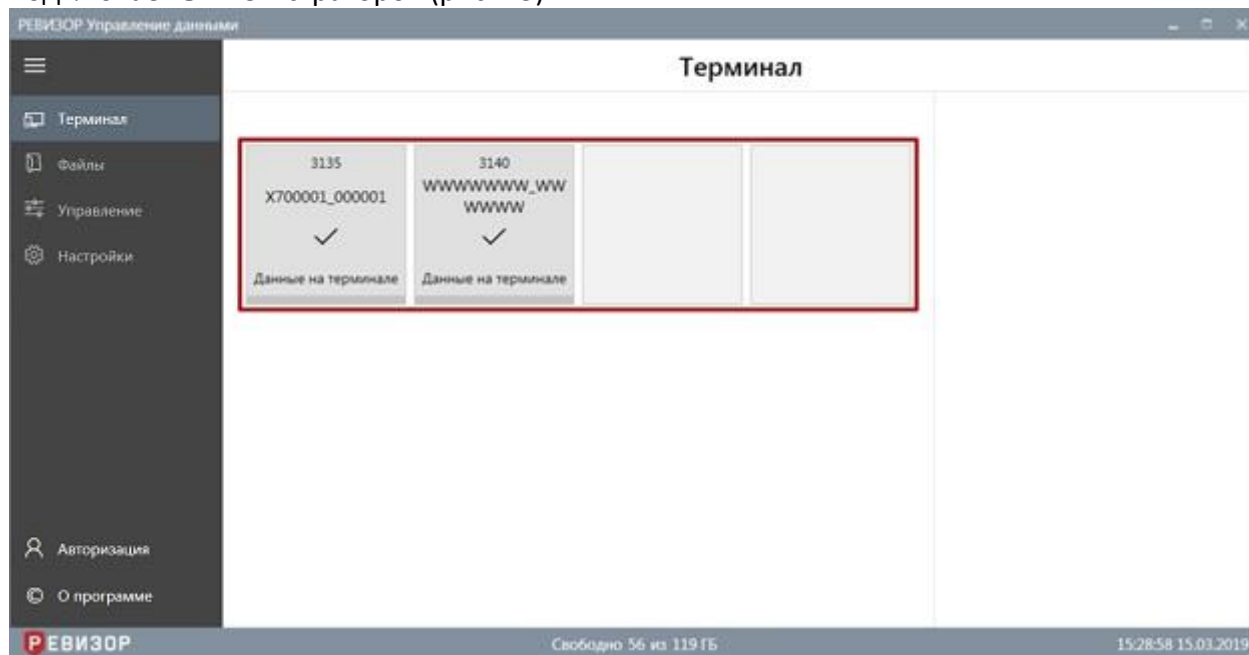 РЕВИЗОР Управление данными
Терминал
Терминал
Файлы
Управление
Настройки
3135
X700001_000001
Данные на терминале
3140
WWWWWWW_WW
WWWW
Данные на терминале
Авторизация
О программе
РЕВИЗОР
Свободно 56 из 119 ГБ
15:28:58 15.03.2019